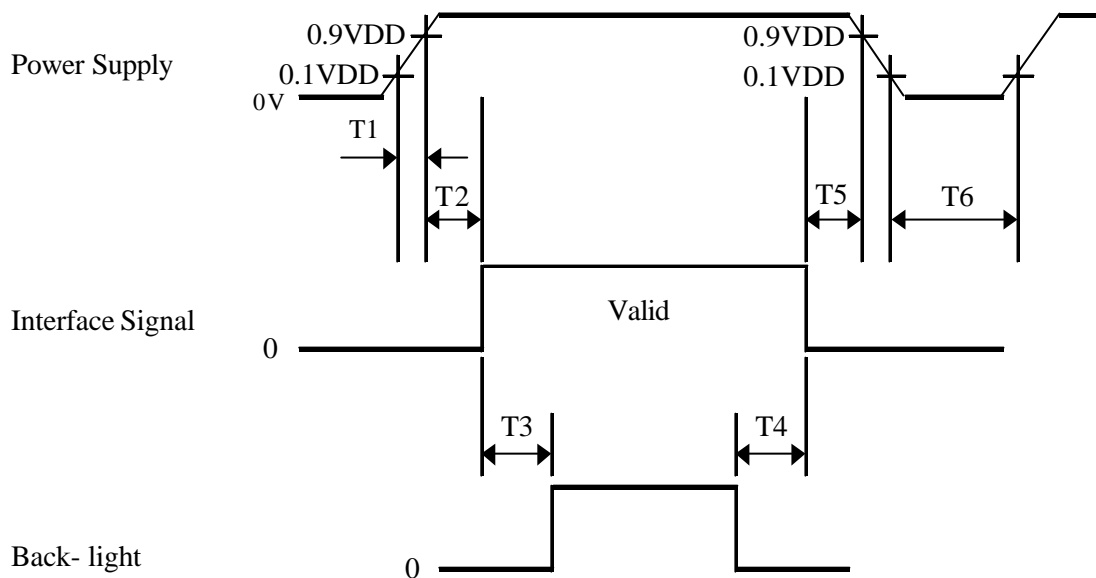 0.9VDD
0.9VDD
Power Supply
0.1VDD
0.1VDD
0V
T1
T2
T5
T6
Valid
Interface Signal
0
T3
T4
Back- light
0